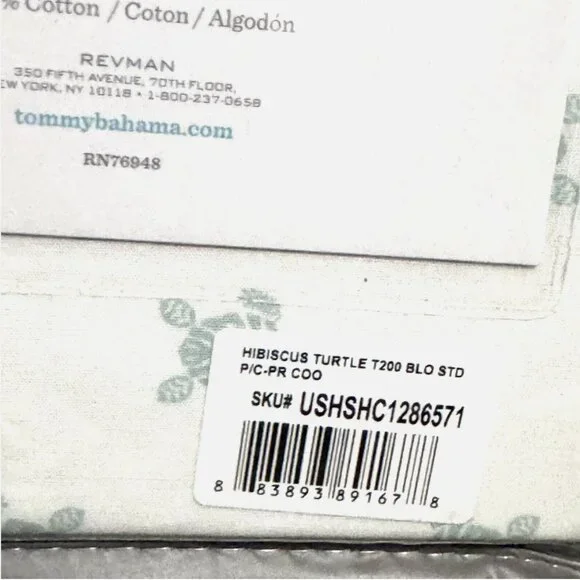 % Cotton / Coton / Algodón
REVMAN
350 FIFTH AVENUE, 70TH FLOOR,
EW YORK, NY 10118 • 1-800-237-0658
tommybahama.com
RN76948
HIBISCUS TURTLE T200 BLO STD
P/C-PR COO
SKU# USHSHC1286571
8 83893 89167 8